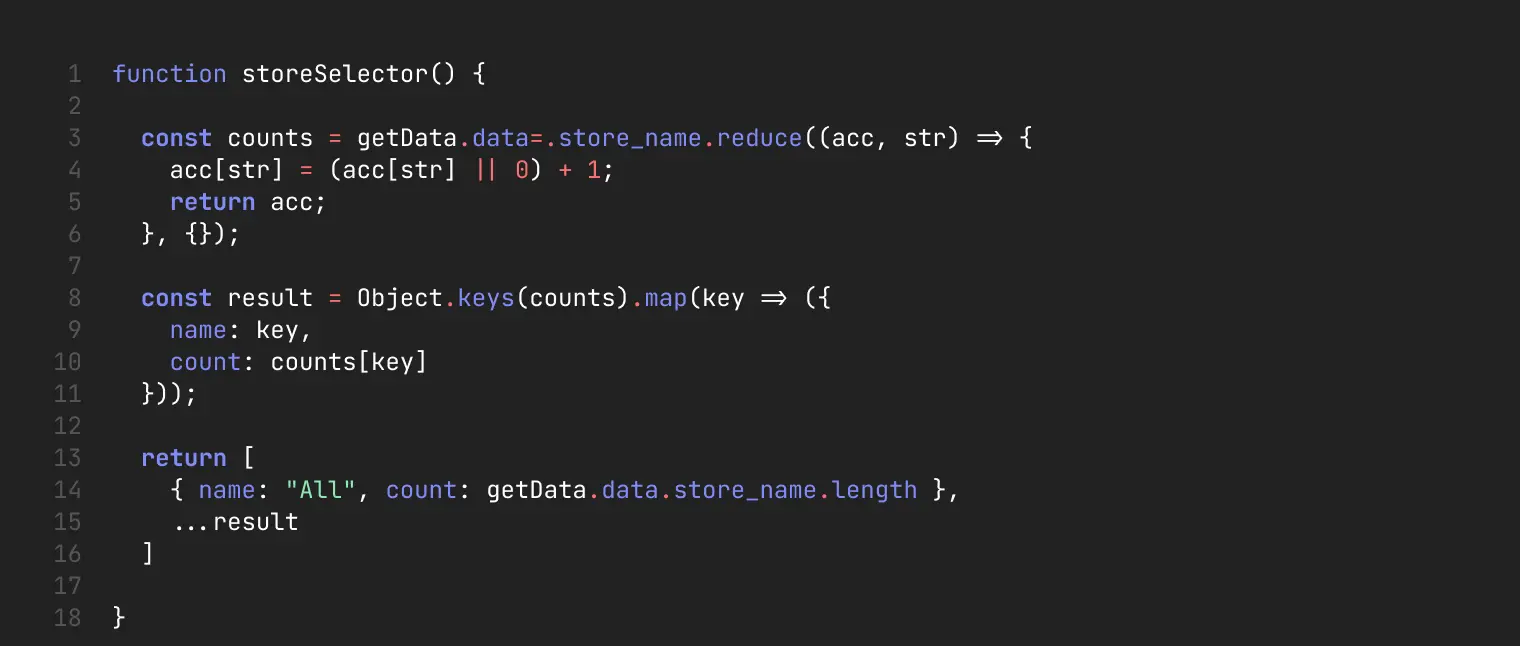 1 function storeSelector() {
2
3 const counts = getData.data=.store_name.reduce((acc, str) => {
4 acc[str] = (acc[str] || 0) + 1;
5 return acc;
6 }, {});
7
8 const result = Object.keys(counts).map(key => ({
9 name: key,
10 count: counts[key]
11 }));
12
13 return [
14 { name: "All", count: getData.data.store_name.length },
15 ...result
16 ]
17
18 }